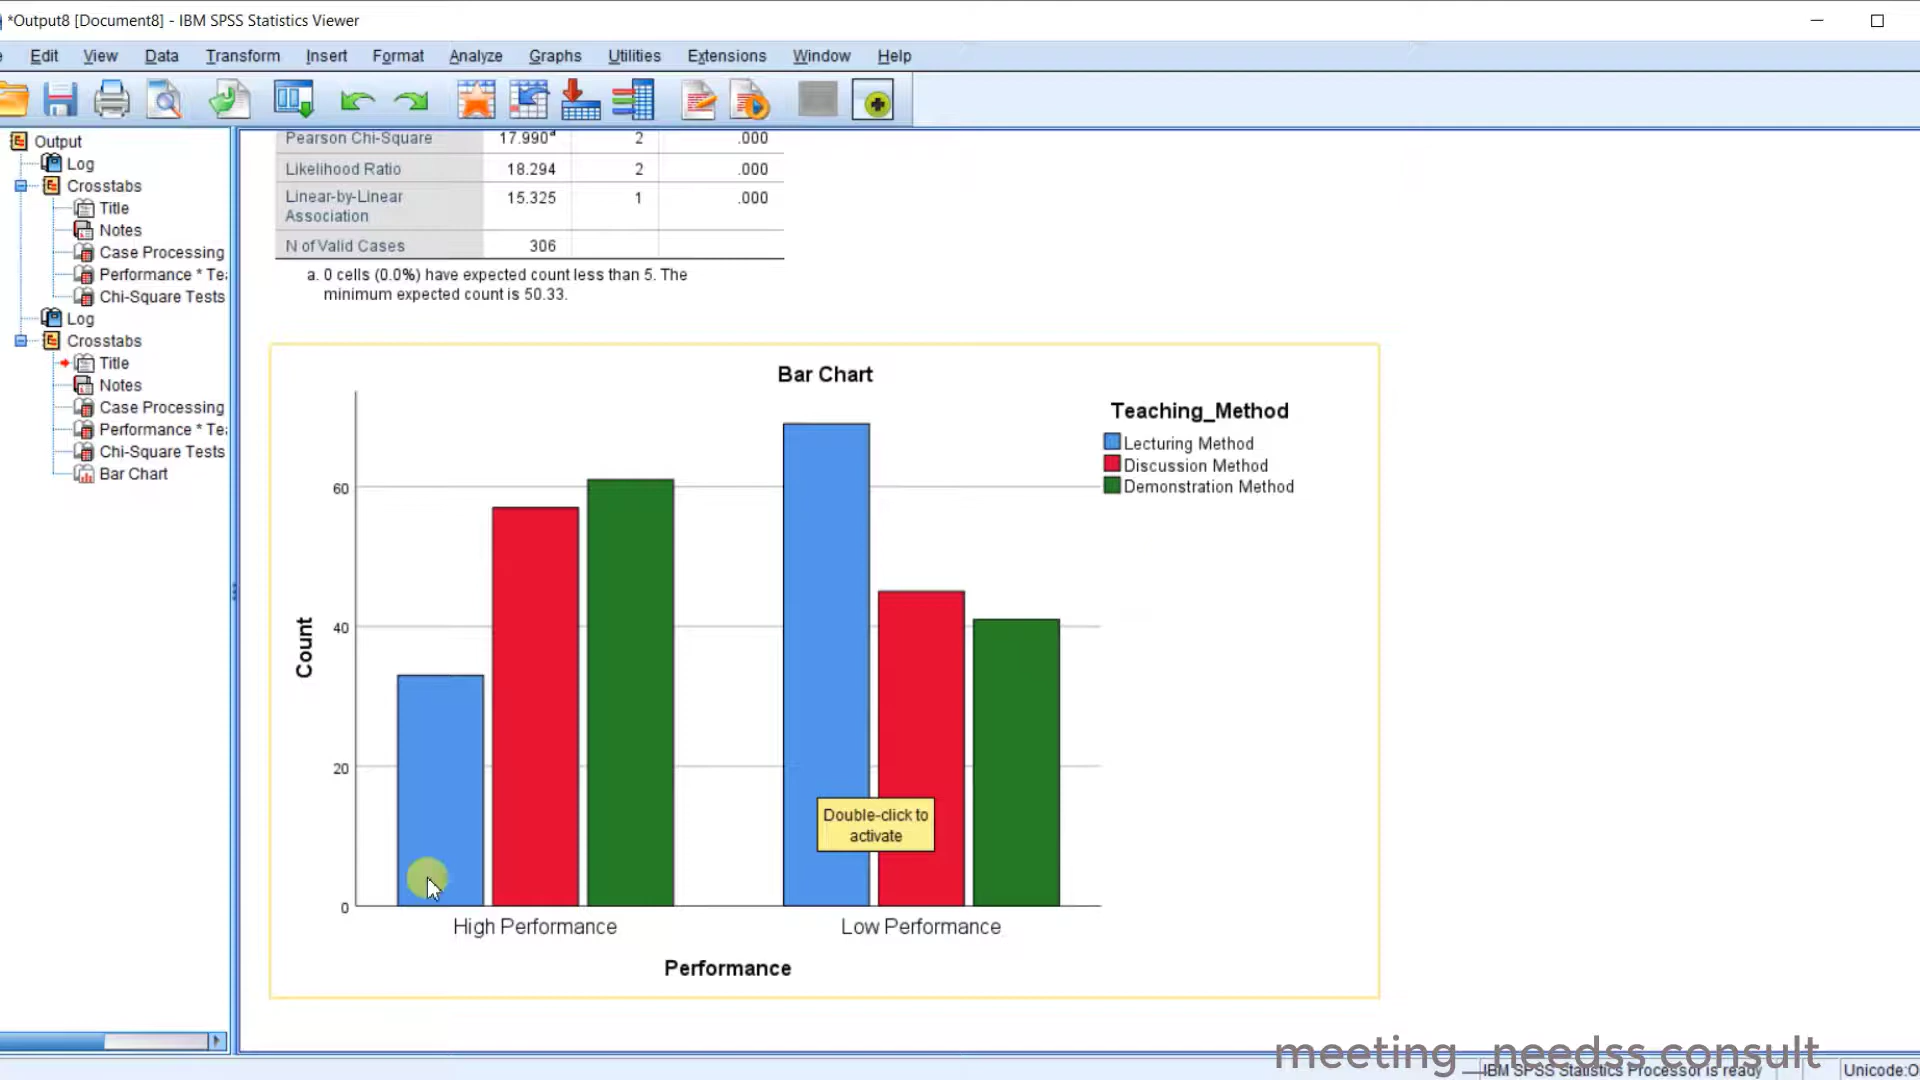 *Output8 [Document8] - IBM SPSS Statistics Viewer
Edit View Data Transform Insert Format Analyze Graphs Utilities Extensions Window Help
Output
Log
Crosstabs
Title
Notes
Case Processing
Performance * Te
Chi-Square Tests
Log
Crosstabs
Title
Notes
Case Processing
Performance * Te
Chi-Square Tests
Bar Chart
Pearson Chi-Square 17.990a 2 .000
Likelihood Ratio 18.294 2 .000
Linear-by-Linear Association 15.325 1 .000
N of Valid Cases 306
a. 0 cells (0.0%) have expected count less than 5. The
minimum expected count is 50.33.
Bar Chart
Teaching_Method
Lecturing Method
Discussion Method
Demonstration Method
Count
60
40
20
0
Double-click to
activate
High Performance Low Performance
Performance
meeting_needss consult
IBM SPSS Statistics Processor is ready Unicode:O